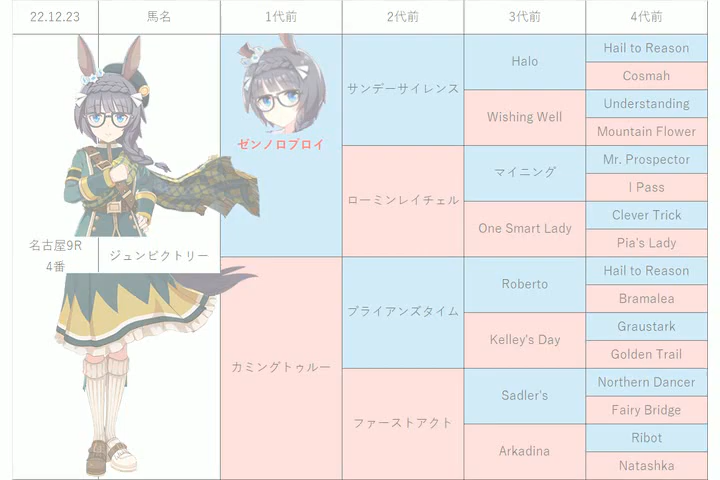 22.12.23 馬名 1代前 2代前 3代前 4代前
名古屋9R
4番
ジュンビクトリー
ゼンノロブロイ
サンデーサイレンス
Halo
Hail to Reason
Cosmah
Wishing Well
Understanding
Mountain Flower
ローミンレイチェル
マイニング
Mr. Prospector
I Pass
One Smart Lady
Clever Trick
Pia's Lady
カミングトゥルー
ブライアンズタイム
Roberto
Hail to Reason
Bramalea
Kelley's Day
Graustark
Golden Trail
ファーストアクト
Sadler's
Northern Dancer
Fairy Bridge
Arkadina
Ribot
Natashka